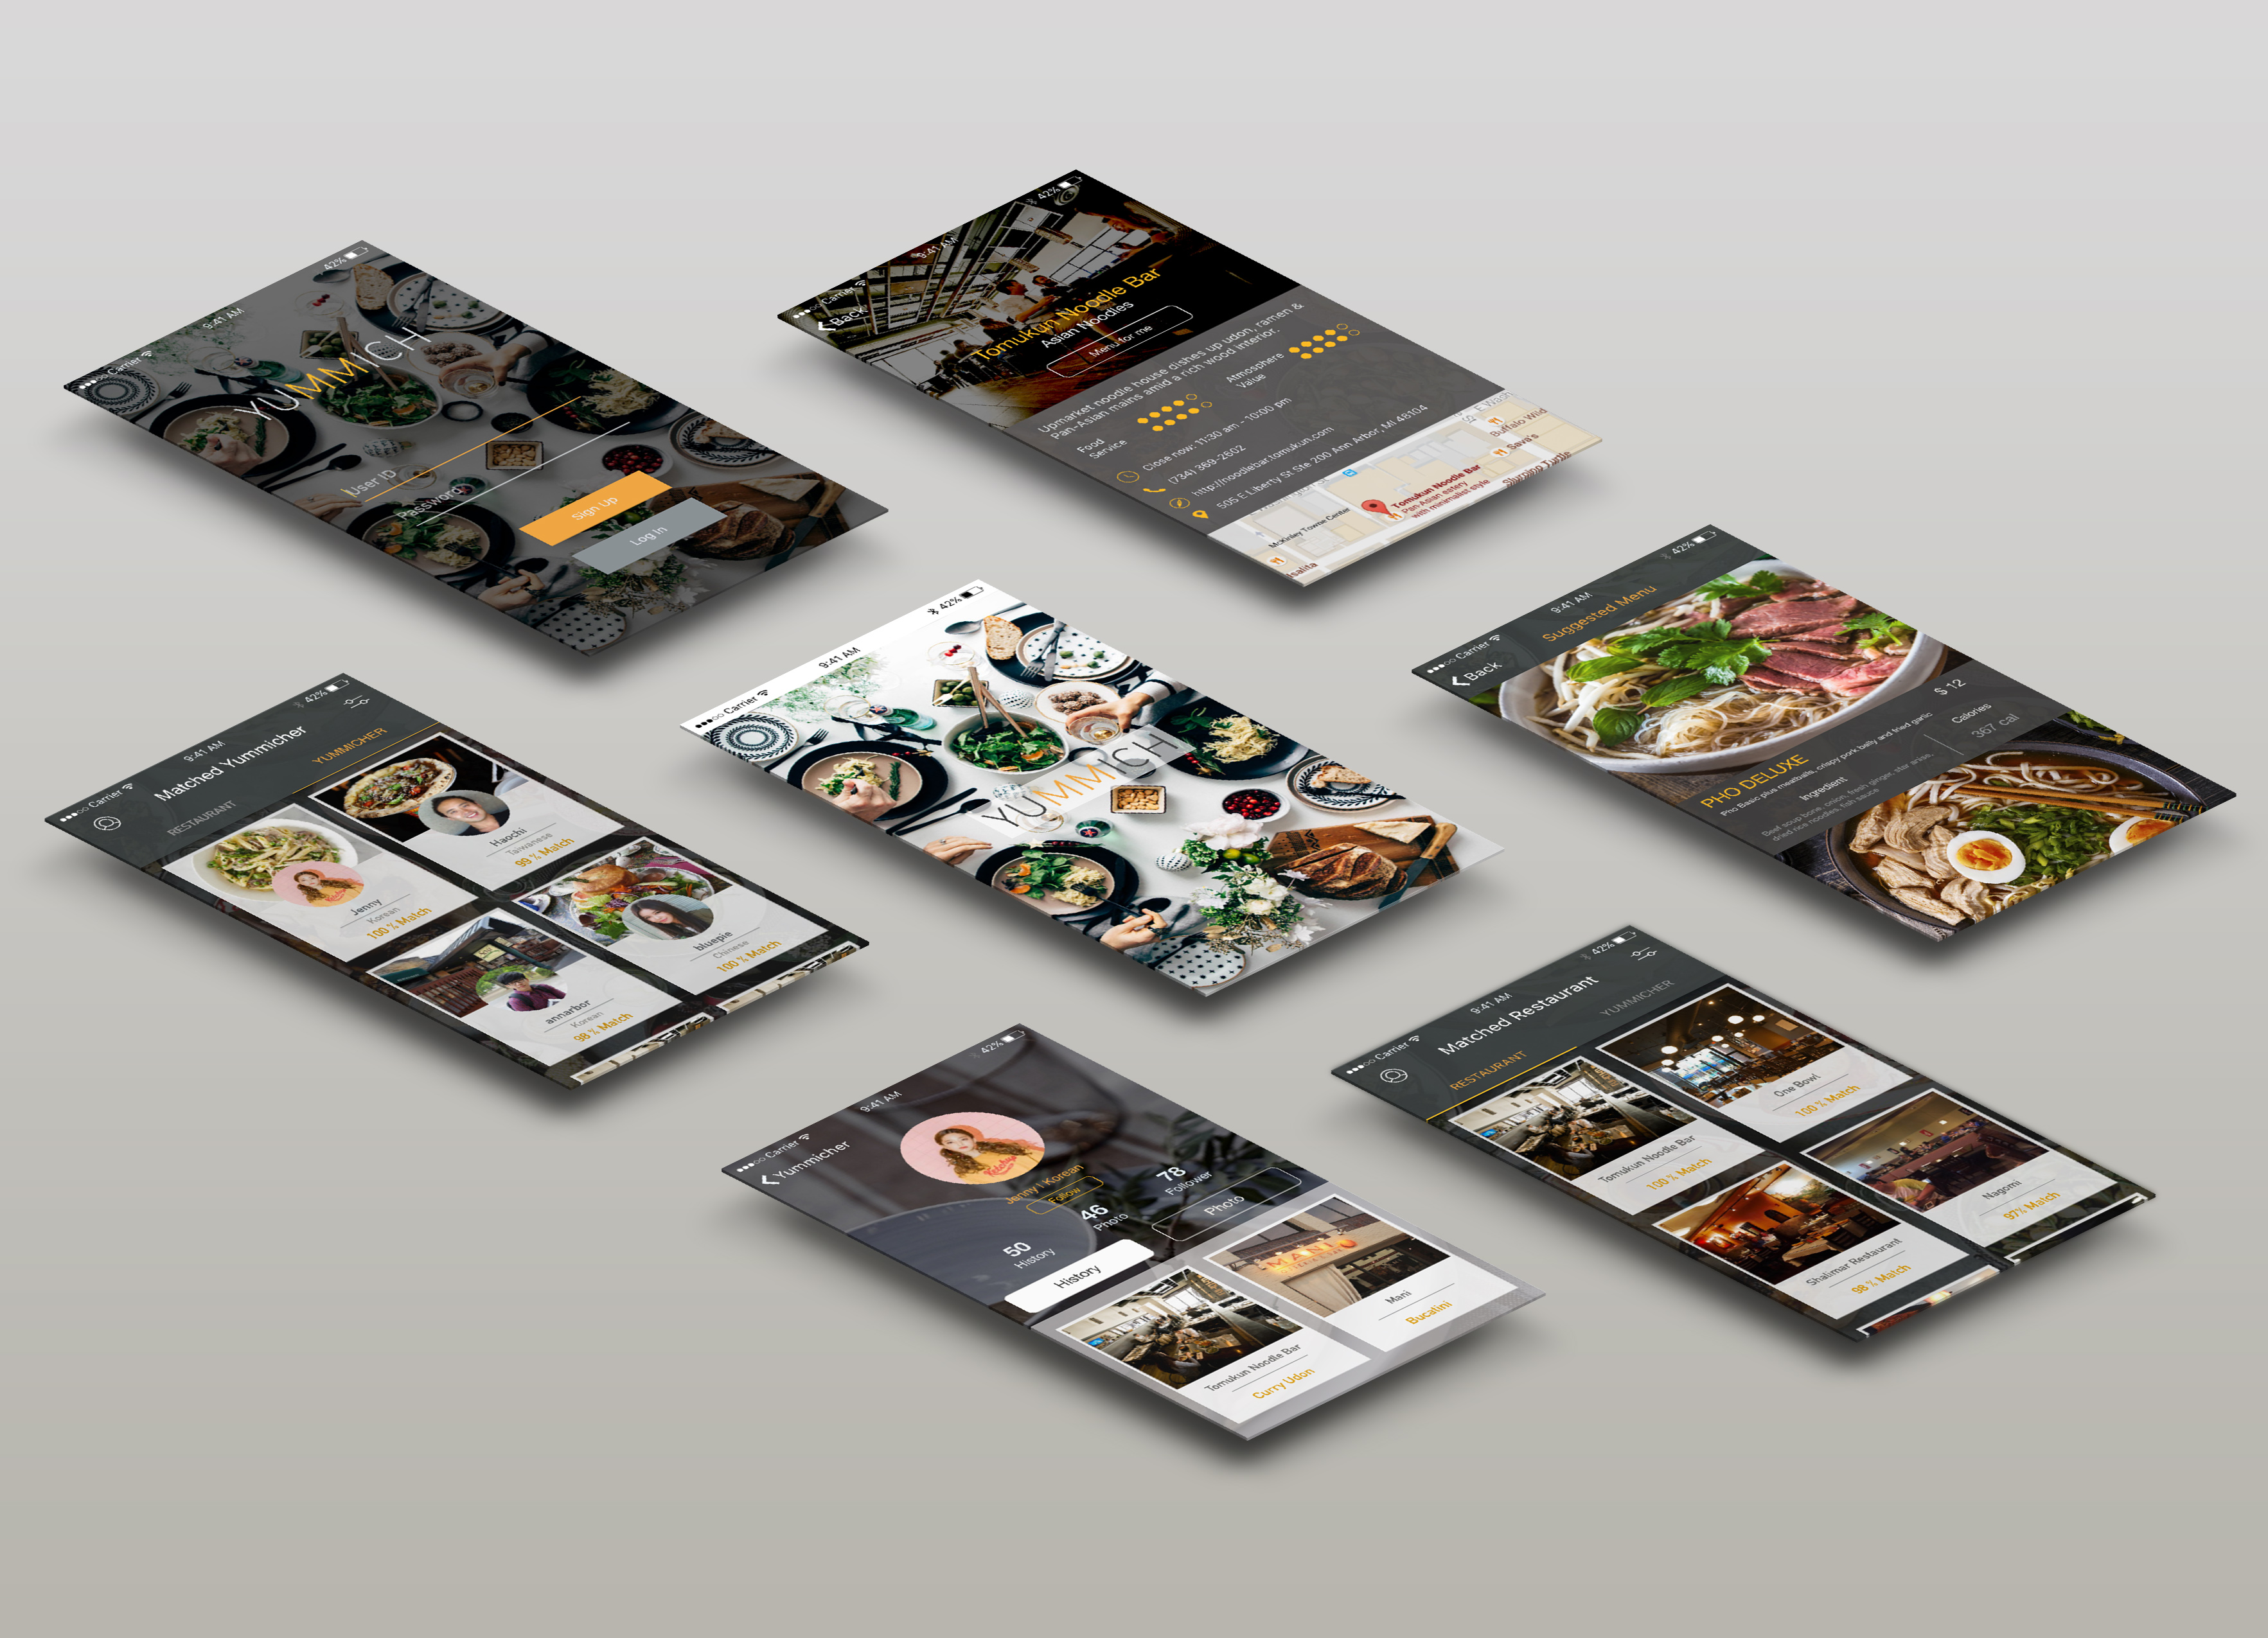 Carrier 9:41 AM 42%
YUMMICH
User ID
Password
Sign Up
Log In
Carrier 9:41 AM 42%
Back
Tomukun Noodle Bar
Asian Noodles
Menu for me
Upmarket noodle house dishes up udon, ramen &
Pan-Asian mains amid a rich wood interior.
Food
Service
Atmosphere
Value
Close now: 11:30 am - 10:00 pm
(734) 369-2602
http://noodlebar.tomukun.com
505 E Liberty St Ste 200 Ann Arbor, MI 48104
E Wash
Buffalo Wild
Sava's
Slurping Turtle
Tomukun Noodle Bar
Pan-Asian eatery
with minimalist style
McKinley Towne Center
Isalita
Carrier 9:41 AM 42%
YUMMICH
Carrier 9:41 AM 42%
Back
Suggested Menu
PHO DELUXE
$ 12
Pho Basic plus meatballs, crispy pork belly and fried garlic
Ingredient
Beef soup bone, onion, fresh ginger, star anise,
dried rice noodles, fish sauce
Calories
367 cal
Carrier 9:41 AM 42%
Matched Yummicher
RESTAURANT
YUMMICHER
Jenny
Korean
100 % Match
Haochi
Taiwanese
99 % Match
annarbor
Korean
98 % Match
bluepie
Chinese
100 % Match
Carrier 9:41 AM 42%
Yummicher
Jenny | Korean
Follow
50
History
46
Photo
78
Follower
History
Photo
Tomukun Noodle Bar
Curry Udon
MANI
Mani
Bucatini
Carrier 9:41 AM 42%
Matched Restaurant
RESTAURANT
YUMMICHER
Tomukun Noodle Bar
100 % Match
One Bowl
100 % Match
Shalimar Restaurant
98 % Match
Nagomi
97% Match